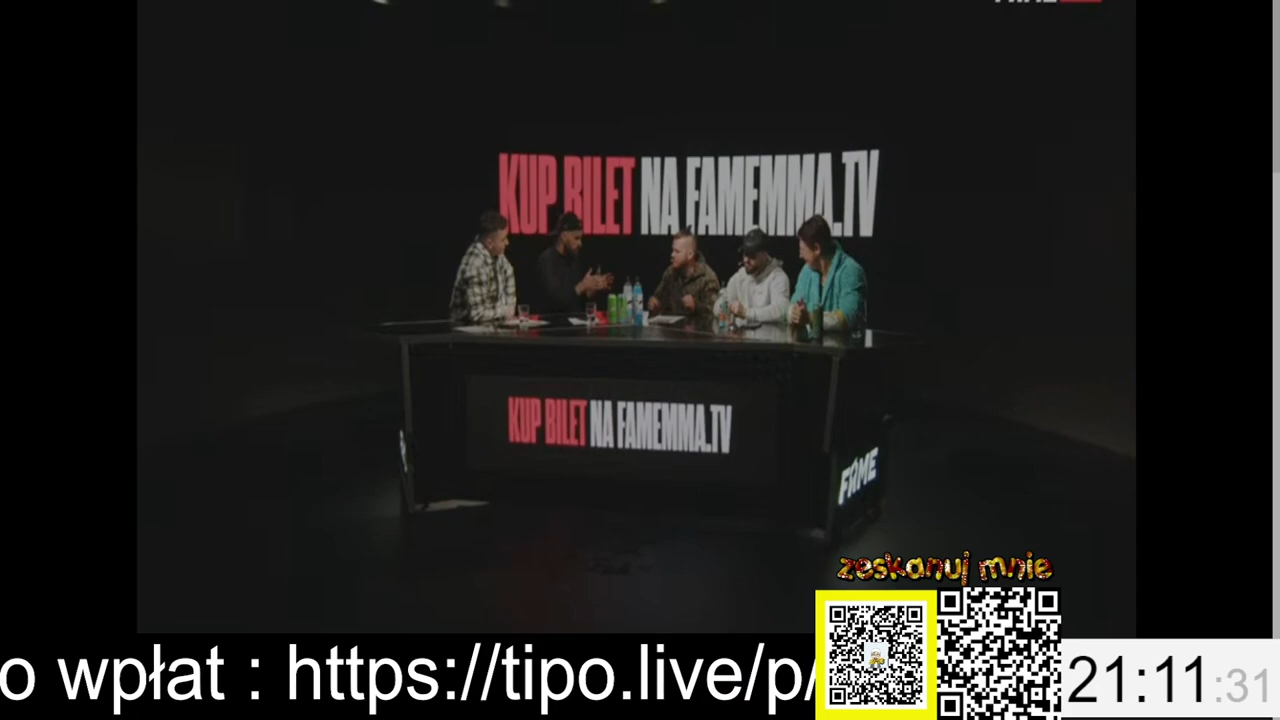 KUP BILET NA FAMEMMA.TV
KUP BILET NA FAMEMMA.TV
FAME
zeskanuj mnie
o wpłat : https://tipo.live/p/
21:11:31